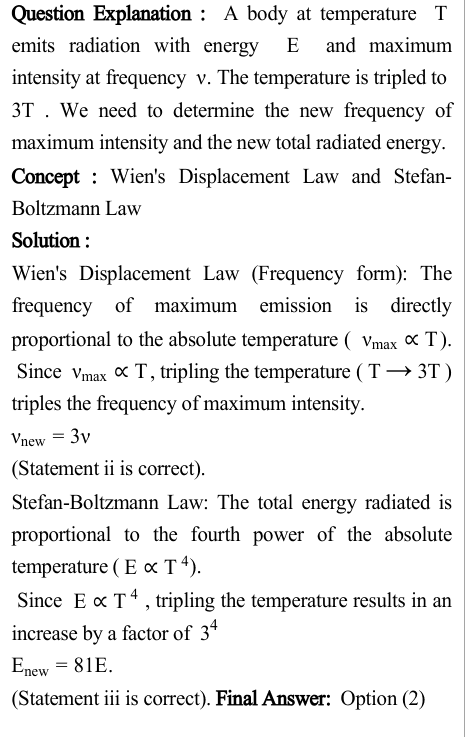 Question Explanation : A body at temperature T
emits radiation with energy E and maximum
intensity at frequency ν. The temperature is tripled to
3T . We need to determine the new frequency of
maximum intensity and the new total radiated energy.
Concept : Wien's Displacement Law and Stefan-
Boltzmann Law
Solution :
Wien's Displacement Law (Frequency form): The
frequency of maximum emission is directly
proportional to the absolute temperature ( νmax ∝ T).
Since νmax ∝ T, tripling the temperature ( T ⟶ 3T )
triples the frequency of maximum intensity.
νnew = 3ν
(Statement ii is correct).
Stefan-Boltzmann Law: The total energy radiated is
proportional to the fourth power of the absolute
temperature ( E ∝ T⁴).
Since E ∝ T⁴ , tripling the temperature results in an
increase by a factor of 3⁴
Enew = 81E.
(Statement iii is correct). Final Answer: Option (2)